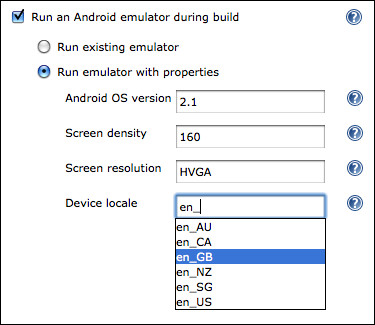 Run an Android emulator during build
Run existing emulator
Run emulator with properties
Android OS version 2.1
Screen density 160
Screen resolution HVGA
Device locale en_
en_AU
en_CA
en_GB
en_NZ
en_SG
en_US